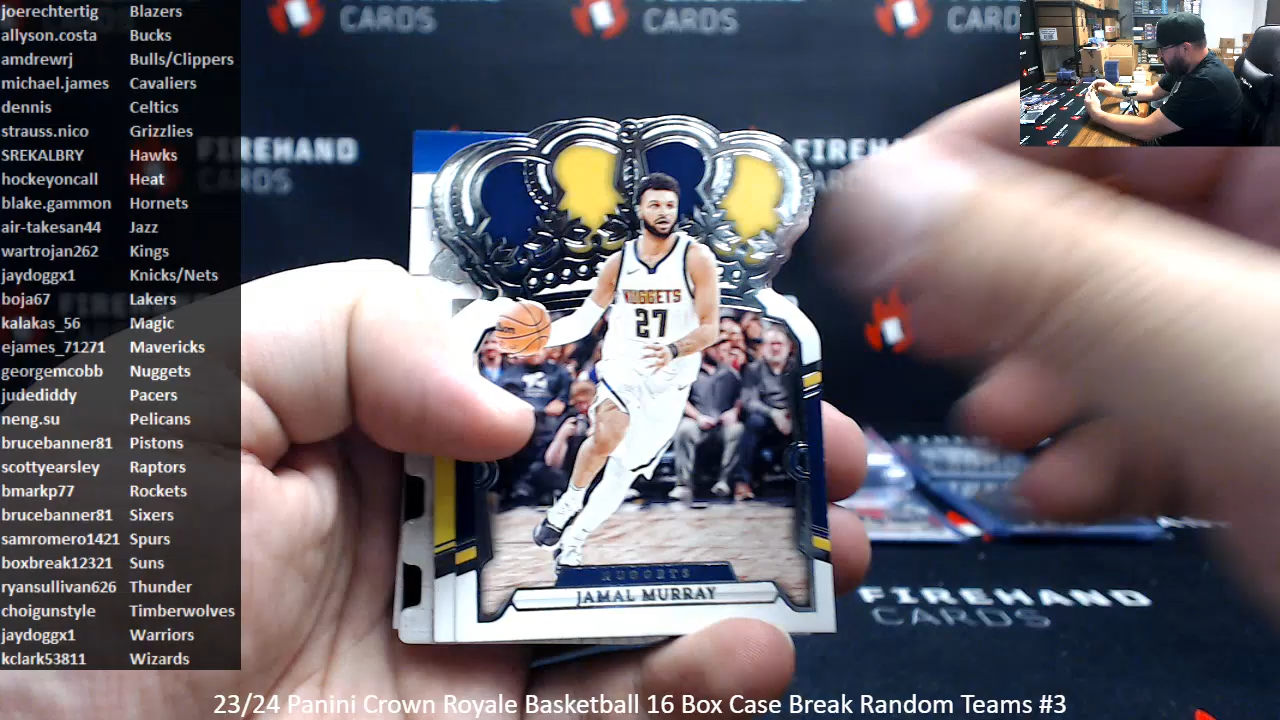 joerechtertig Blazers
allyson.costa Bucks
amdrewrj Bulls/Clippers
michael.james Cavaliers
dennis Celtics
strauss.nico Grizzlies
SREKALBRY Hawks
hockeyoncall Heat
blake.gammon Hornets
air-takesan44 Jazz
wartrojan262 Kings
jaydoggx1 Knicks/Nets
boja67 Lakers
kalakas_56 Magic
ejames_71271 Mavericks
georgemcobb Nuggets
judediddy Pacers
neng.su Pelicans
brucebanner81 Pistons
scottyearsley Raptors
bmarkp77 Rockets
brucebanner81 Sixers
samromero1421 Spurs
boxbreak12321 Suns
ryansullivan626 Thunder
choigunstyle Timberwolves
jaydoggx1 Warriors
kclark53811 Wizards
FIREHAND
CARDS
FIREHAND
CARDS
FIREHAND
CARDS
FIREHAND
CARDS
FIREHAND
NUGGETS
27
NUGGETS
JAMAL MURRAY
FIREHAND
CARDS
23/24 Panini Crown Royale Basketball 16 Box Case Break Random Teams #3